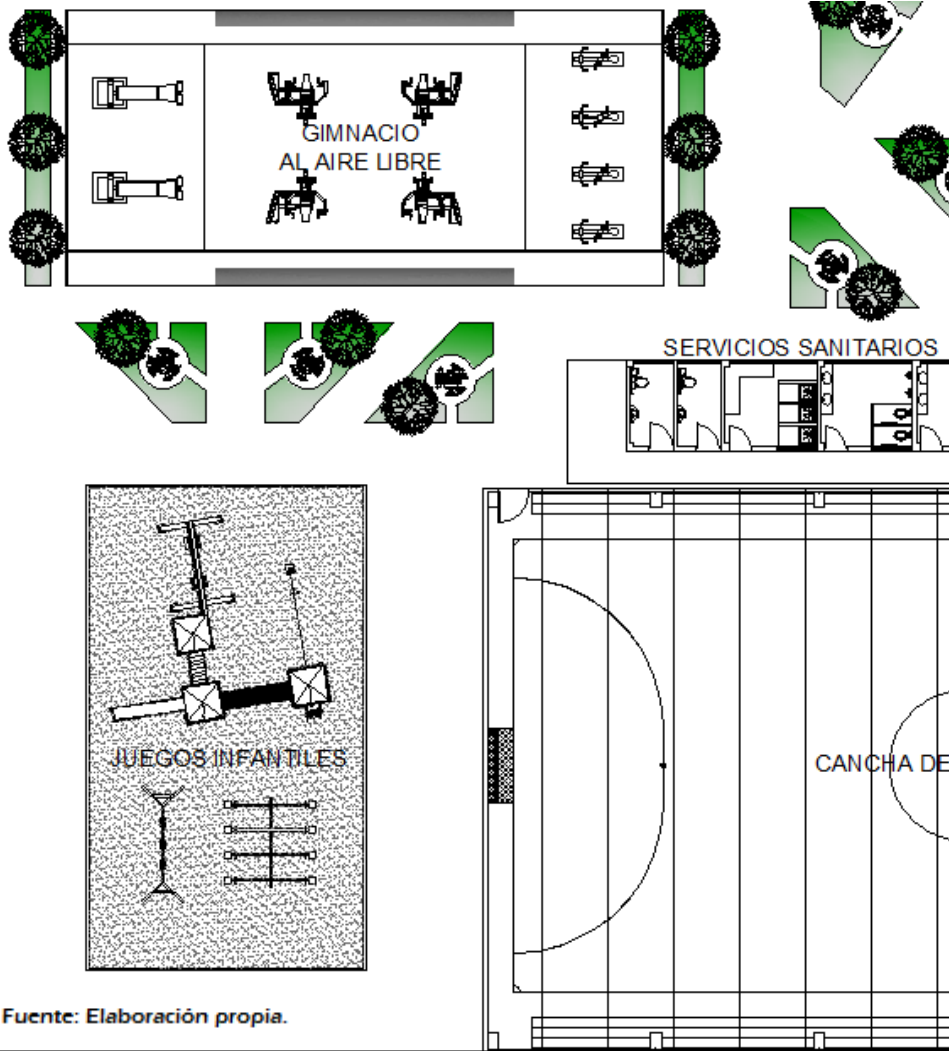 GIMNACIO
AL AIRE LIBRE
SERVICIOS SANITARIOS
JUEGOS INFANTILES
CANCHA DE
Fuente: Elaboración propia.